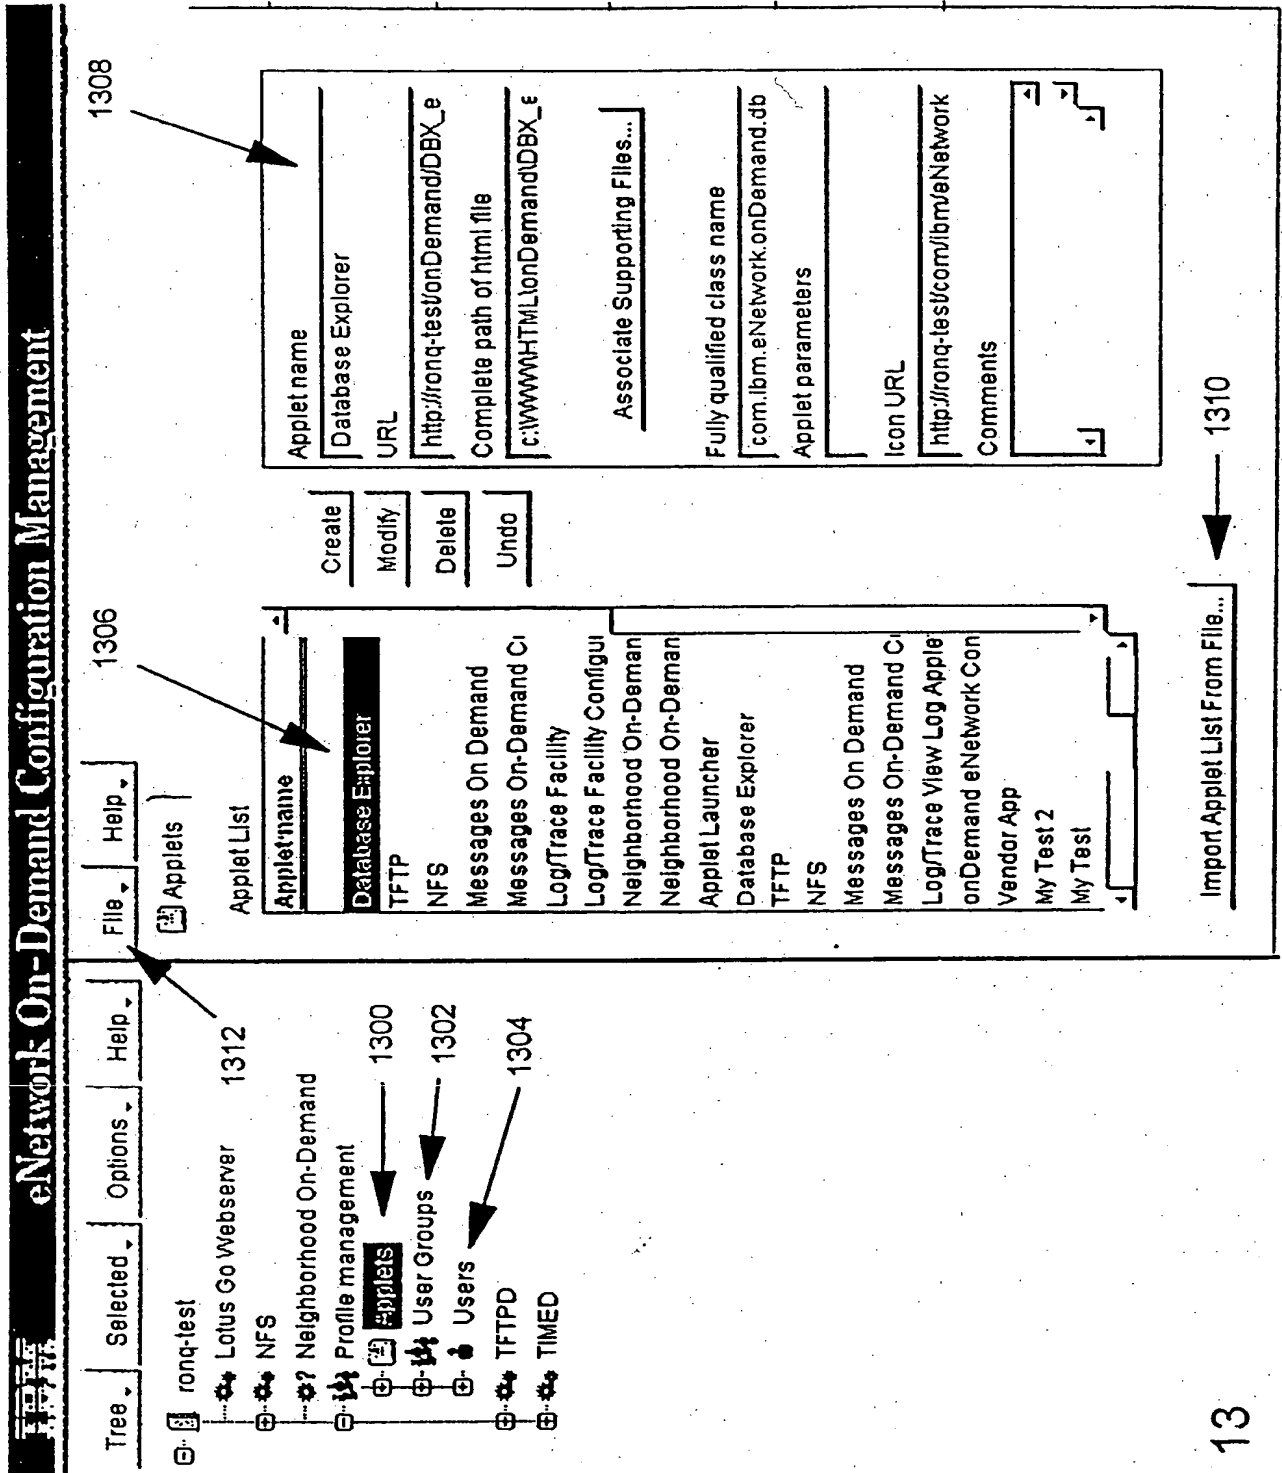 IBM
eNetwork On-Demand Configuration Management
Tree
Selected
Options
Help
ronq-test
Lotus Go Webserver
NFS
? Neighborhood On-Demand
Profile management
Applets
User Groups
Users
TFTPD
TIMED
1312
1300
1302
1304
File
Help
Applets
Applet List
Applet name
Database Explorer
TFTP
NFS
Messages On Demand
Messages On-Demand C
Log/Trace Facility
Log/Trace Facility Configu
Neighborhood On-Deman
Neighborhood On-Deman
Applet Launcher
Database Explorer
TFTP
NFS
Messages On Demand
Messages On-Demand C
Log/Trace View Log Apple
onDemand eNetwork Con
Vendor App
My Test 2
My Test
Import Applet List From File...
1306
Create
Modify
Delete
Undo
1308
Applet name
Database Explorer
URL
http://ronq-test/onDemand/DBX_e
Complete path of html file
c:\WWW\HTML\onDemand\DBX_e
Associate Supporting Files...
Fully qualified class name
com.ibm.eNetwork.onDemand.db
Applet parameters
Icon URL
http://ronq-test/com/ibm/eNetwork
Comments
1310
13